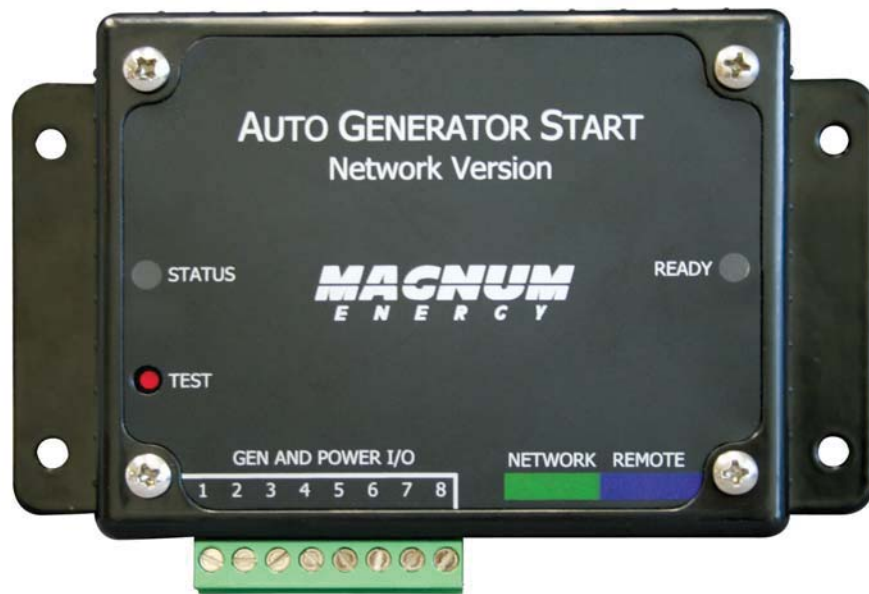 AUTO GENERATOR START
Network Version
STATUS
READY
MAGNUM
ENERGY
TEST
GEN AND POWER I/O
1 2 3 4 5 6 7 8
NETWORK REMOTE